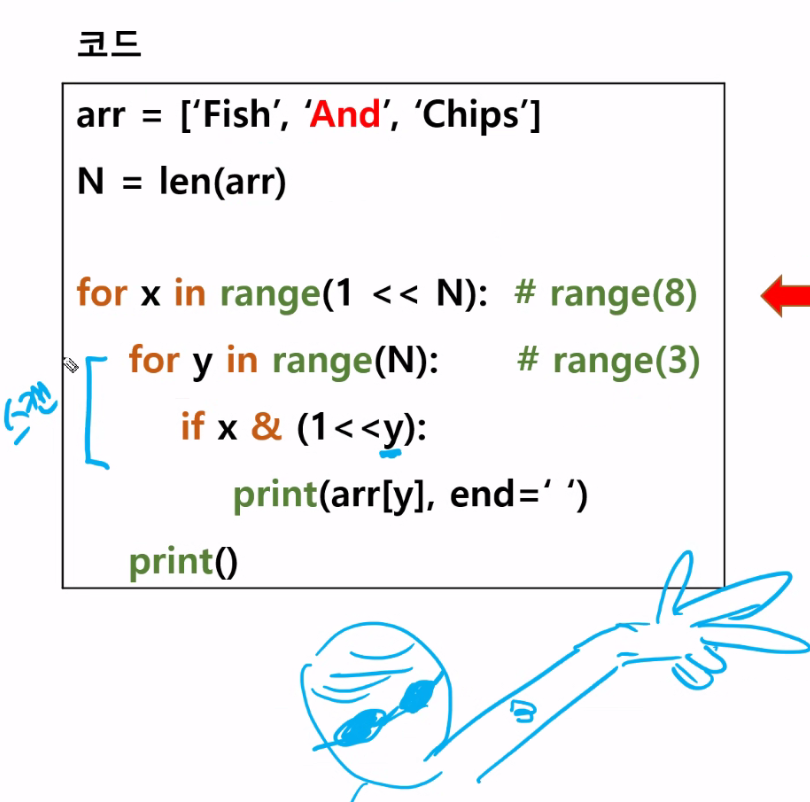 코드
arr = [‘Fish’, ‘And’, ‘Chips’]
N = len(arr)
for x in range(1 << N): # range(8)
for y in range(N): # range(3)
if x & (1<<y):
print(arr[y], end=‘ ‘)
print()